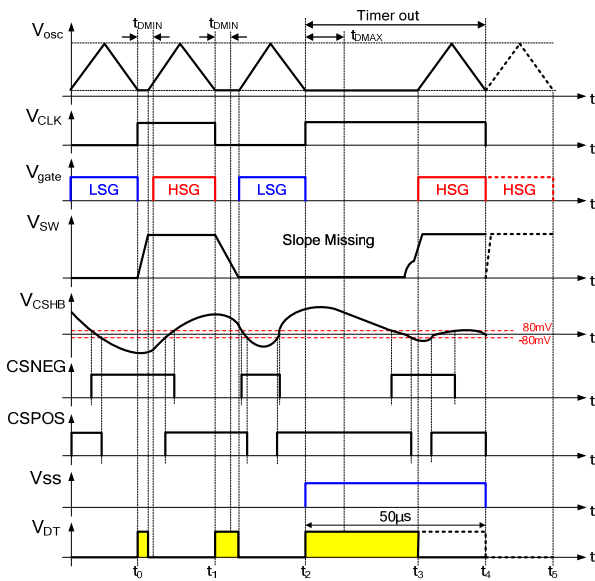 tDMIN tDMIN Timer out
tDMAX
Vosc
t
VCLK
t
Vgate
LSG HSG LSG HSG HSG
t
VSW
Slope Missing
t
VCSHB
80mV
-80mV
t
CSNEG
t
CSPOS
t
Vss
t
50µs
VDT
t
t0 t1 t2 t3 t4 t5